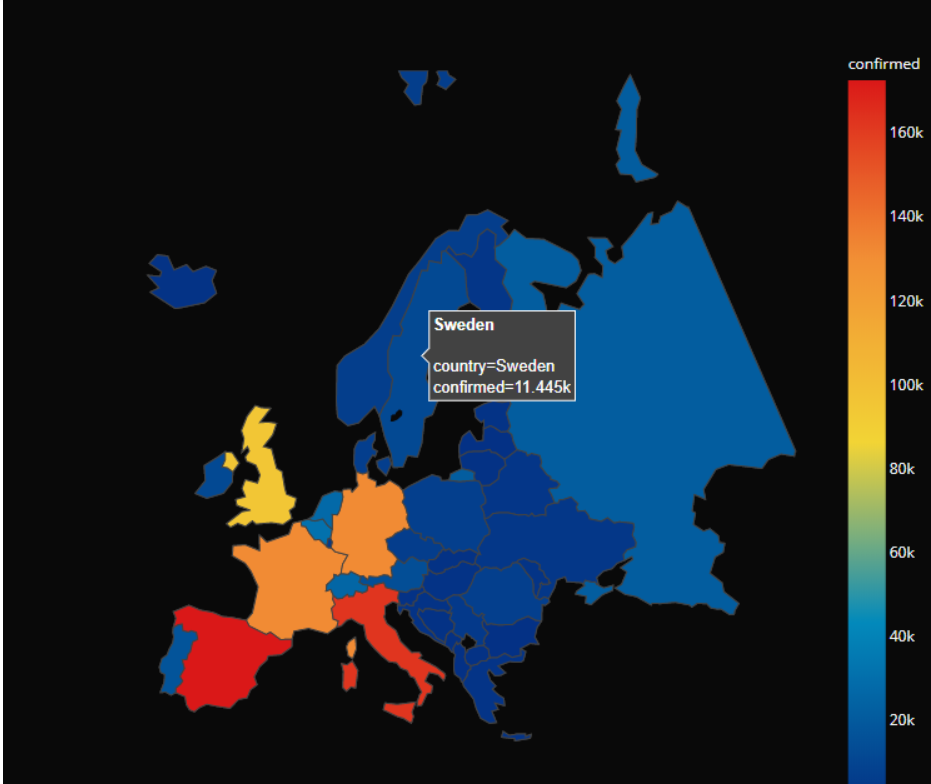 confirmed
160k
140k
120k
100k
80k
60k
40k
20k
Sweden
country=Sweden
confirmed=11.445k